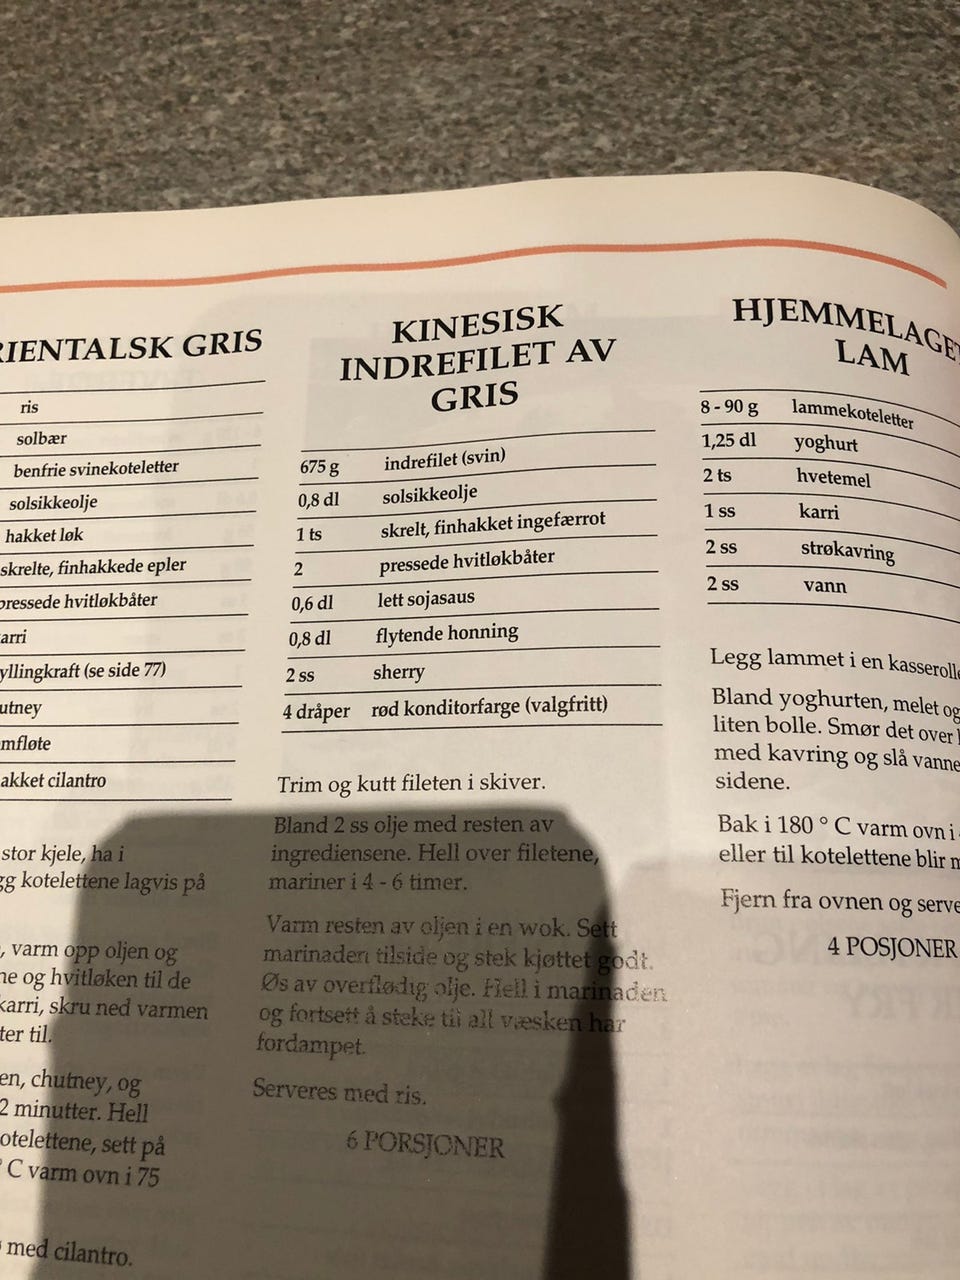 RIENTALSK GRIS
ris
solbær
benfrie svinekoteletter
solsikkeolje
hakket løk
skrelte, finhakkede epler
pressede hvitløkbåter
arri
yllingkraft (se side 77)
utney
mfløte
akket cilantro
stor kjele, ha i
gg kotelettene lagvis på
, varm opp oljen og
ne og hvitløken til de
karri, skru ned varmen
ter til.
en, chutney, og
2 minutter. Hell
otelettene, sett på
° C varm ovn i 75
med cilantro.
KINESISK
INDREFILET AV
GRIS
675 g indrefilet (svin)
0,8 dl solsikkeolje
1 ts skrelt, finhakket ingefærrot
2 pressede hvitløkbåter
0,6 dl lett sojasaus
0,8 dl flytende honning
2 ss sherry
4 dråper rød konditorfarge (valgfritt)
Trim og kutt fileten i skiver.
Bland 2 ss olje med resten av
ingrediensene. Hell over filetene,
mariner i 4 - 6 timer.
Varm resten av oljen i en wok. Sett
marinaden tilside og stek kjøttet godt.
Øs av overflødig olje. Hell i marinaden
og fortsett å steke til alt væsken har
fordampet.
Serveres med ris.
6 PORSJONER
HJEMMELAGET
LAM
8 - 90 g lammekoteletter
1,25 dl yoghurt
2 ts hvetemel
1 ss karri
2 ss strøkavring
2 ss vann
Legg lammet i en kasserolle
Bland yoghurten, melet og
liten bolle. Smør det over
med kavring og slå vanne
sidene.
Bak i 180 ° C varm ovn i
eller til kotelettene blir m
Fjern fra ovnen og serve
4 POSJONER